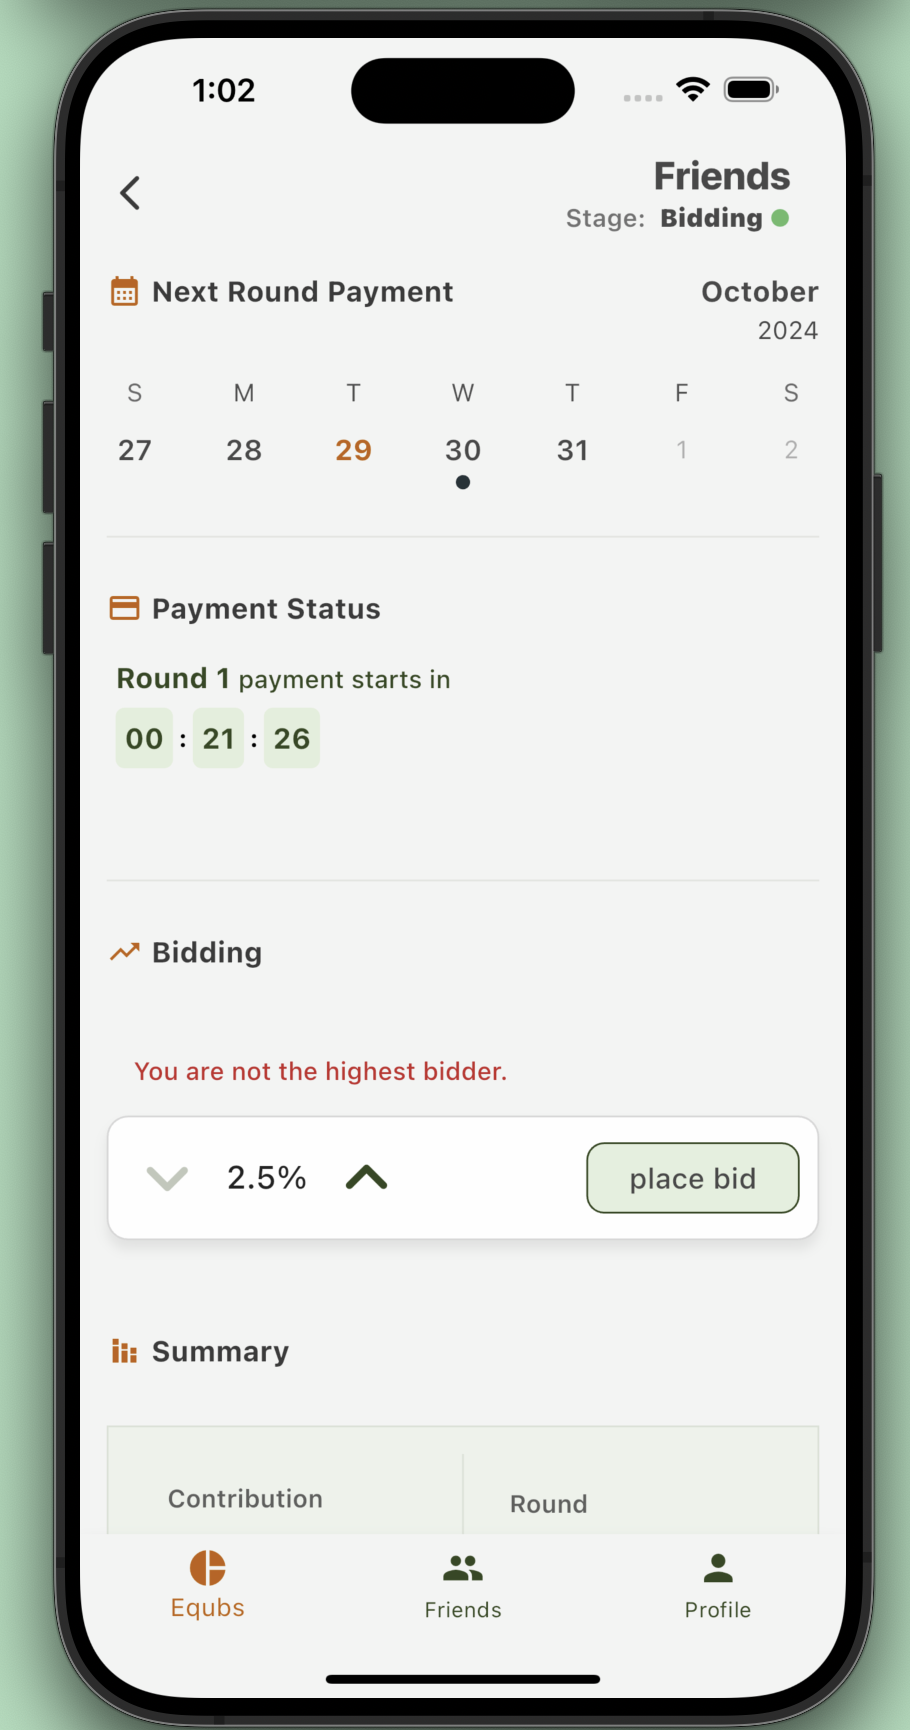 1:02
Friends
Stage: Bidding
Next Round Payment October
2024
S M T W T F S
27 28 29 30 31 1 2
Payment Status
Round 1 payment starts in
00 : 21 : 26
Bidding
You are not the highest bidder.
2.5% place bid
Summary
Contribution Round
Equbs Friends Profile